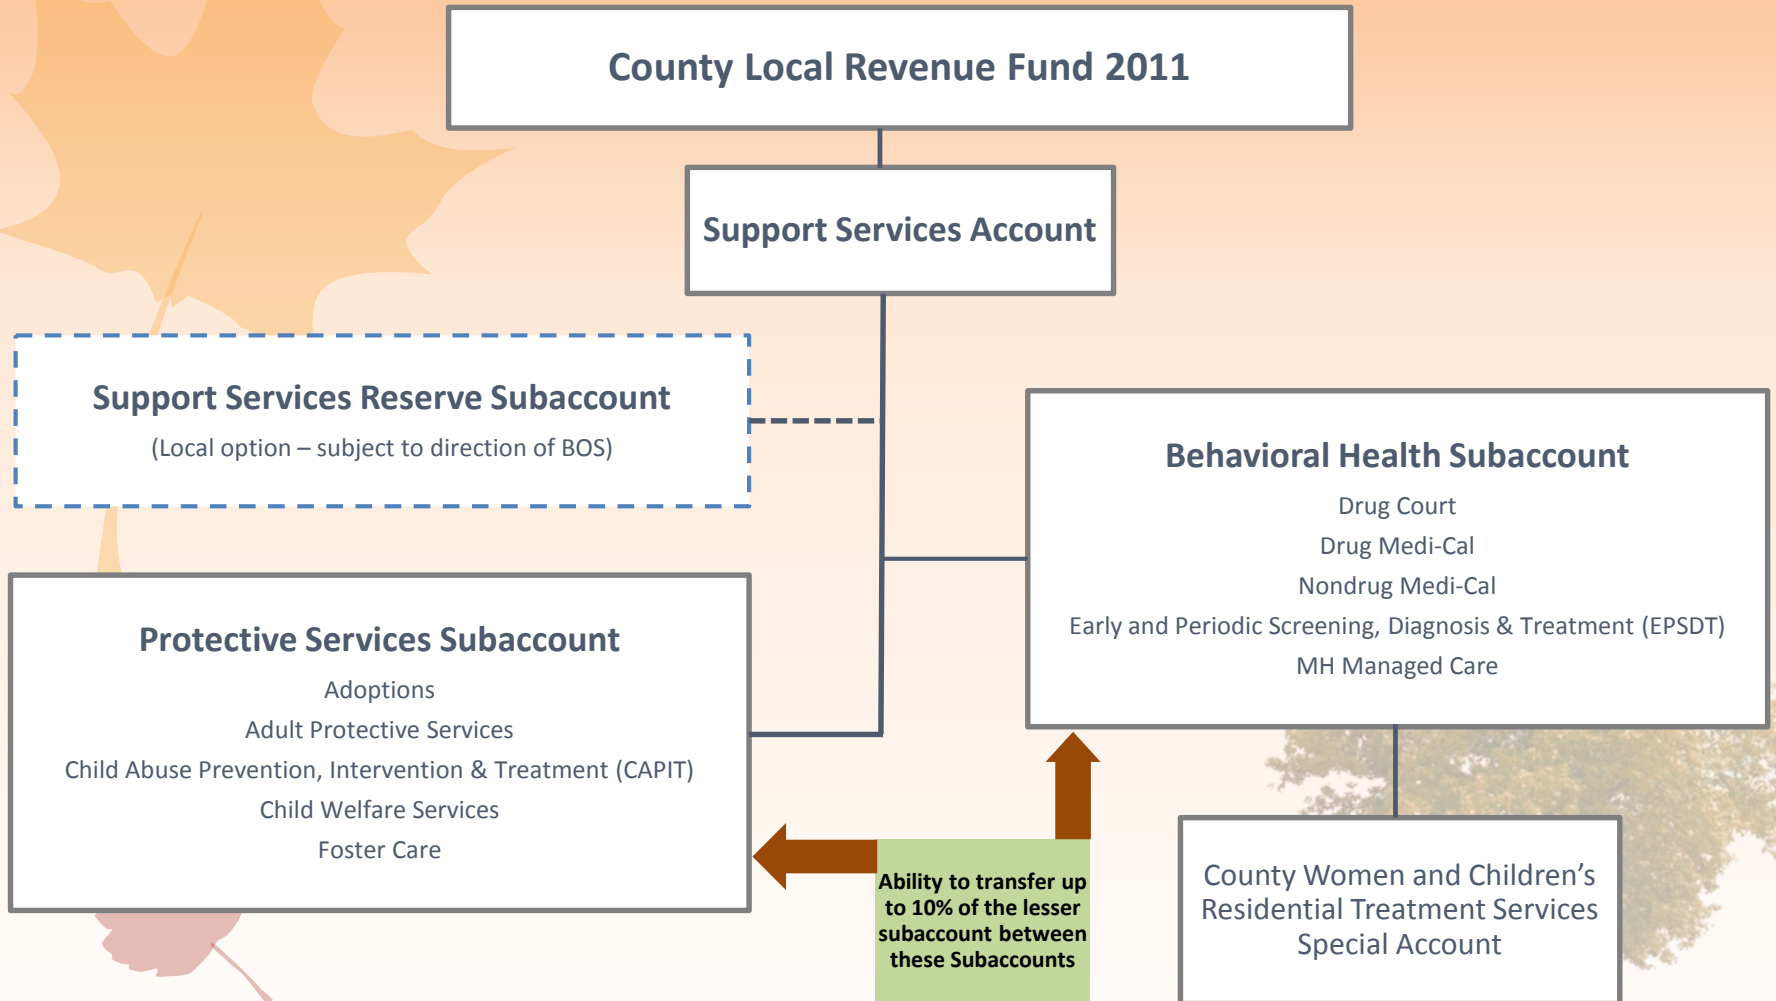 County Local Revenue Fund 2011
Support Services Account
Support Services Reserve Subaccount
(Local option – subject to direction of BOS)
Behavioral Health Subaccount
Drug Court
Drug Medi-Cal
Nondrug Medi-Cal
Early and Periodic Screening, Diagnosis & Treatment (EPSDT)
MH Managed Care
Protective Services Subaccount
Adoptions
Adult Protective Services
Child Abuse Prevention, Intervention & Treatment (CAPIT)
Child Welfare Services
Foster Care
Ability to transfer up
to 10% of the lesser
subaccount between
these Subaccounts
County Women and Children’s
Residential Treatment Services
Special Account